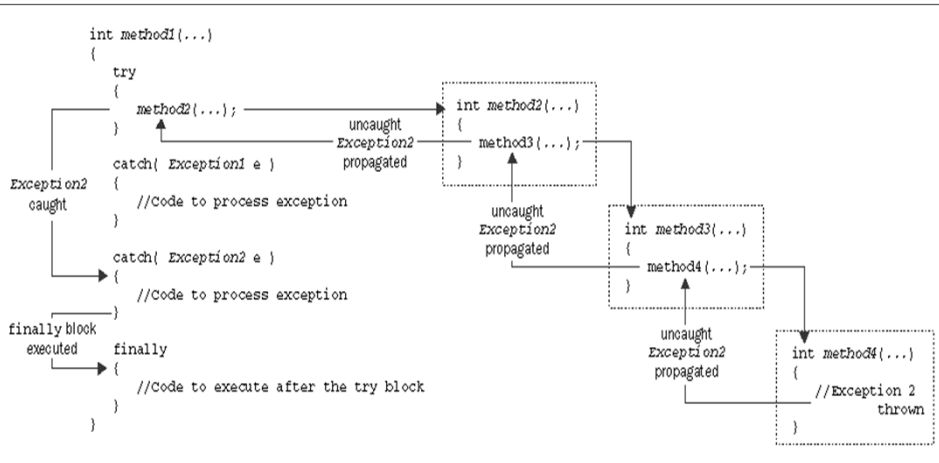 int method1(...)
{
try
{
method2(...);
}
catch( Exception1 e )
{
//Code to process exception
}
catch( Exception2 e )
{
//Code to process exception
}
finally
{
//Code to execute after the try block
}
}
Exception2
caught
finally block
executed
uncaught
Exception2
propagated
int method2(...)
{
method3(...);
}
uncaught
Exception2
propagated
int method3(...)
{
method4(...);
}
uncaught
Exception2
propagated
int method4(...)
{
//Exception 2
thrown
}